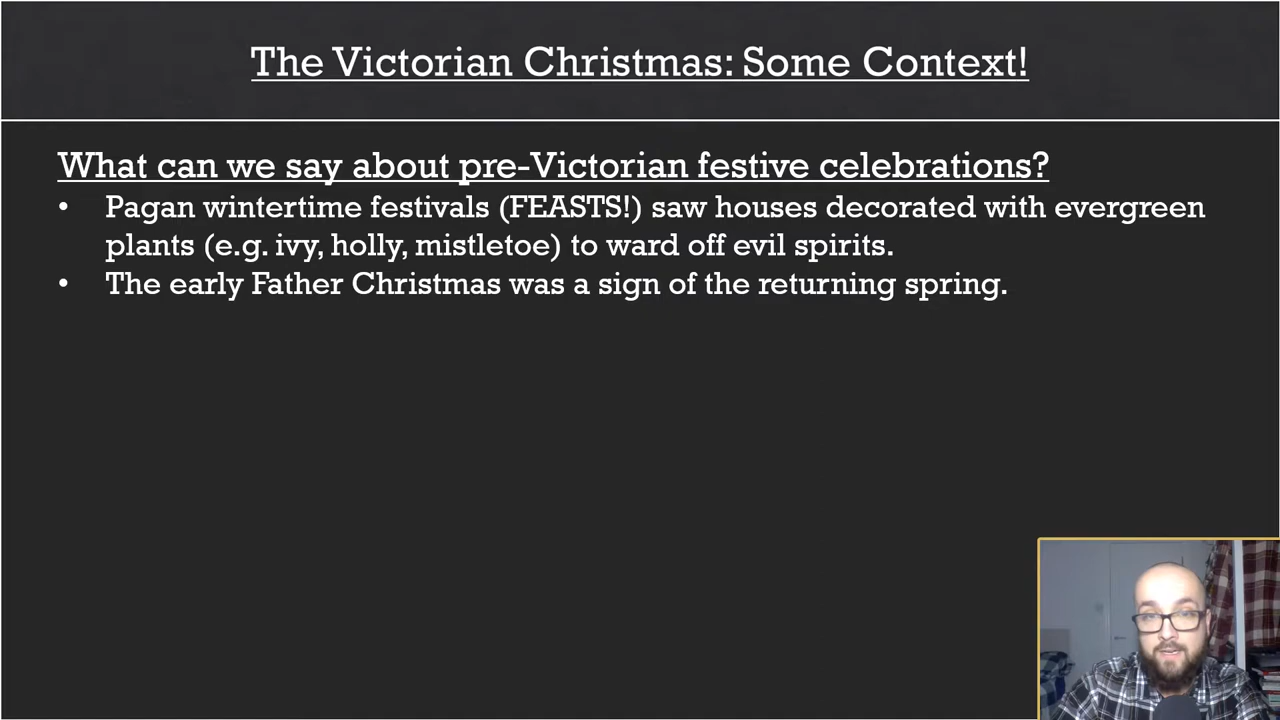 The Victorian Christmas: Some Context!
What can we say about pre-Victorian festive celebrations?
• Pagan wintertime festivals (FEASTS!) saw houses decorated with evergreen
plants (e.g. ivy, holly, mistletoe) to ward off evil spirits.
• The early Father Christmas was a sign of the returning spring.